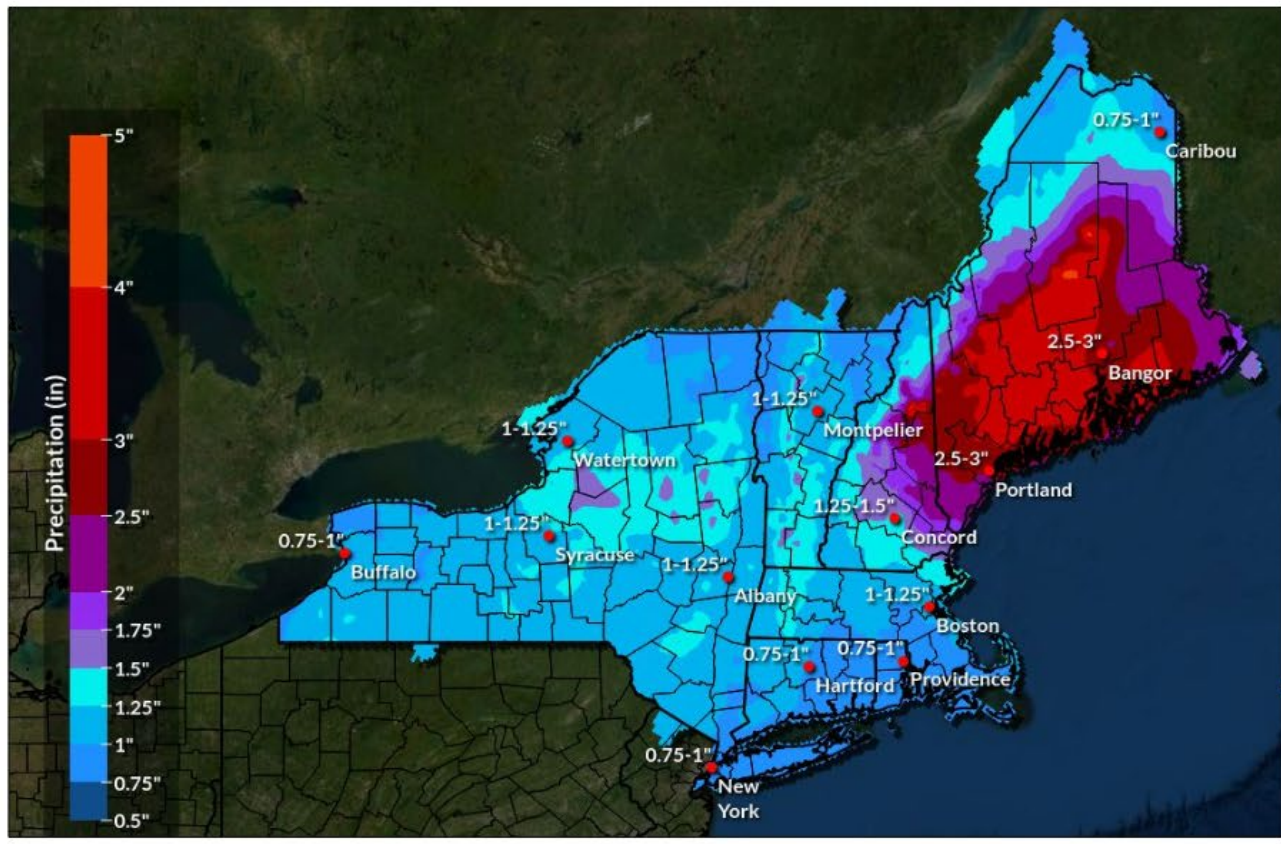 5"
4"
3"
2.5"
2"
1.75"
1.5"
1.25"
1"
0.75"
0.5"
Precipitation (in)
0.75-1"
Caribou
2.5-3"
Bangor
1-1.25"
Montpelier
1-1.25"
Watertown
2.5-3"
Portland
1.25-1.5"
Concord
1-1.25"
Syracuse
0.75-1"
Buffalo
1-1.25"
Albany
1-1.25"
Boston
0.75-1"
Hartford
0.75-1"
Providence
0.75-1"
New
York